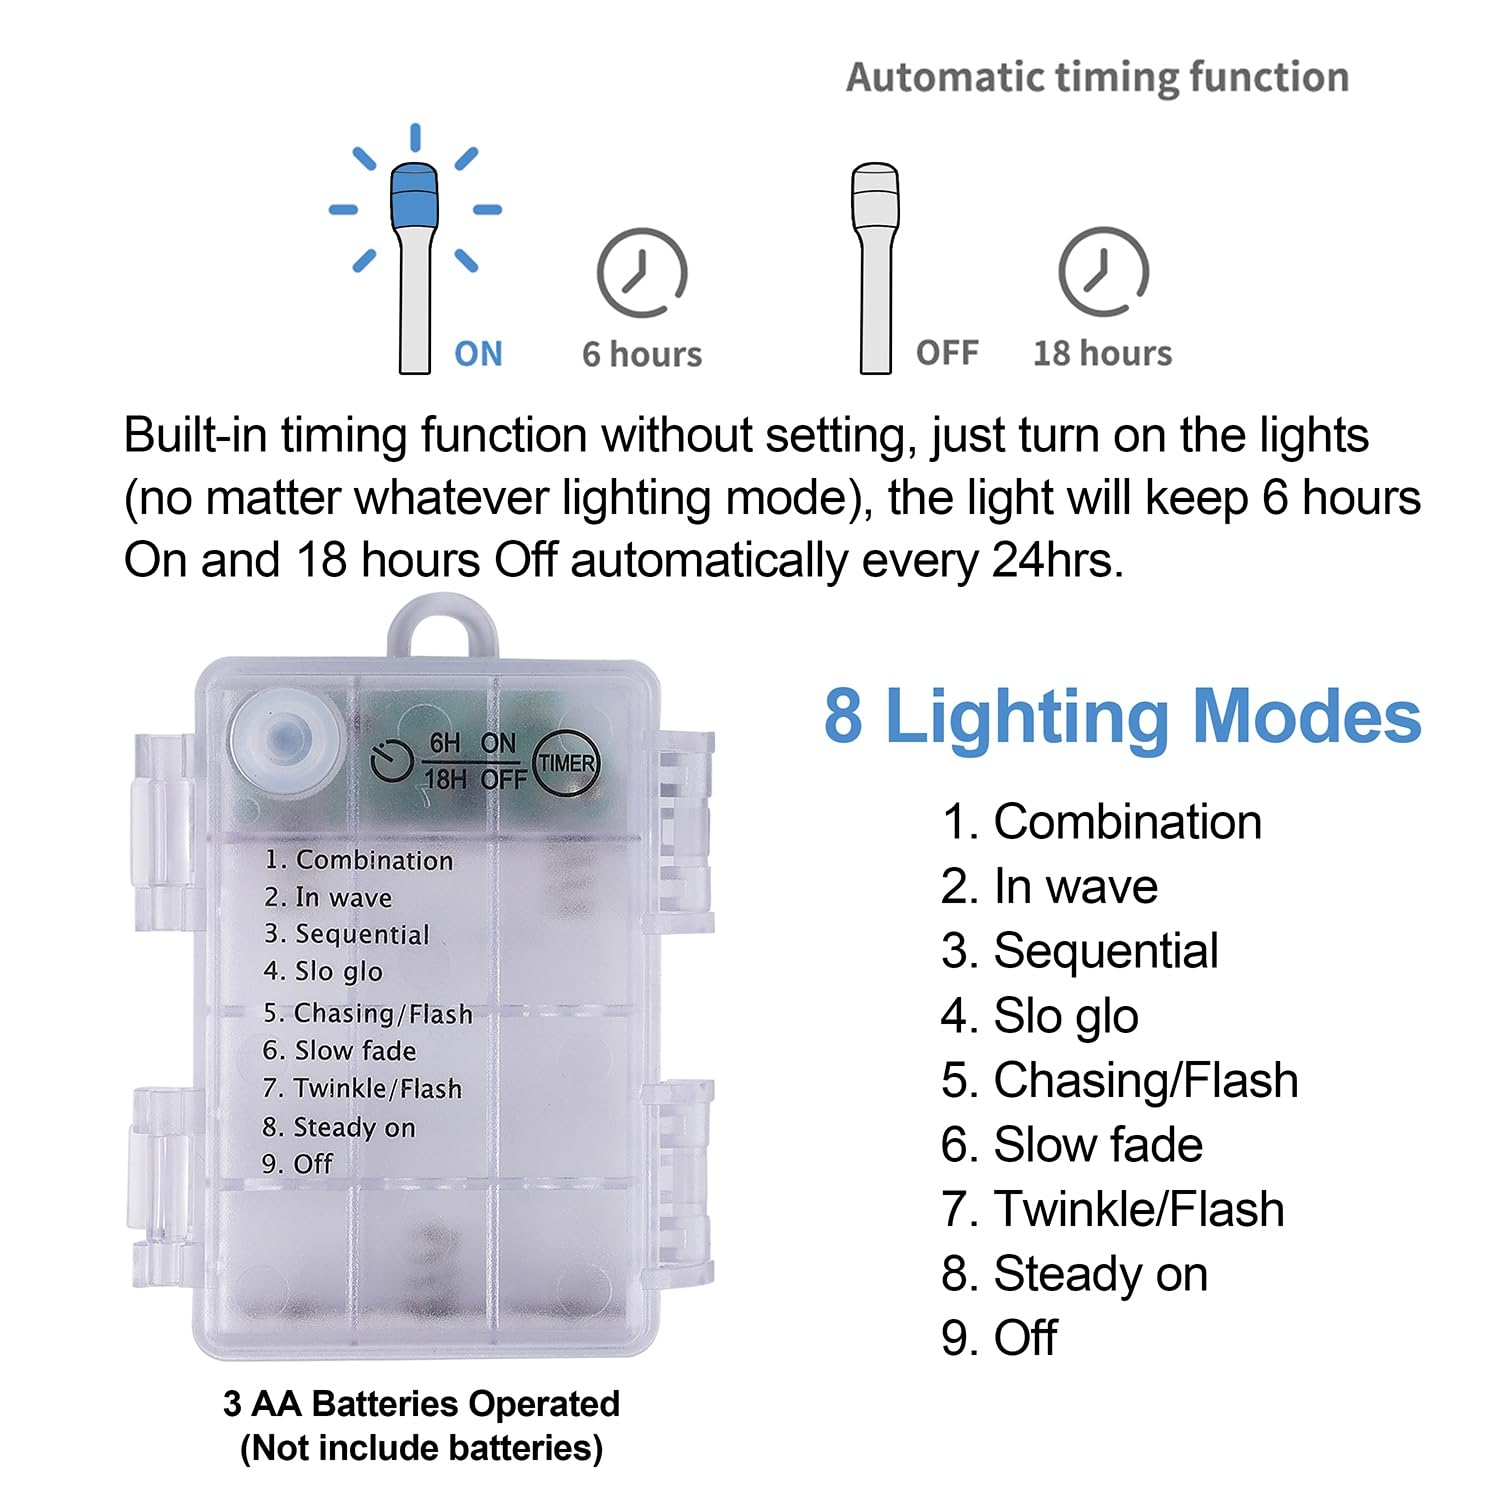 Automatic timing function
ON
6 hours
OFF
18 hours
Built-in timing function without setting, just turn on the lights
(no matter whatever lighting mode), the light will keep 6 hours
On and 18 hours Off automatically every 24hrs.
6H ON
18H OFF
TIMER
1. Combination
2. In wave
3. Sequential
4. Slo glo
5. Chasing/Flash
6. Slow fade
7. Twinkle/Flash
8. Steady on
9. Off
3 AA Batteries Operated
(Not include batteries)
8 Lighting Modes
1. Combination
2. In wave
3. Sequential
4. Slo glo
5. Chasing/Flash
6. Slow fade
7. Twinkle/Flash
8. Steady on
9. Off